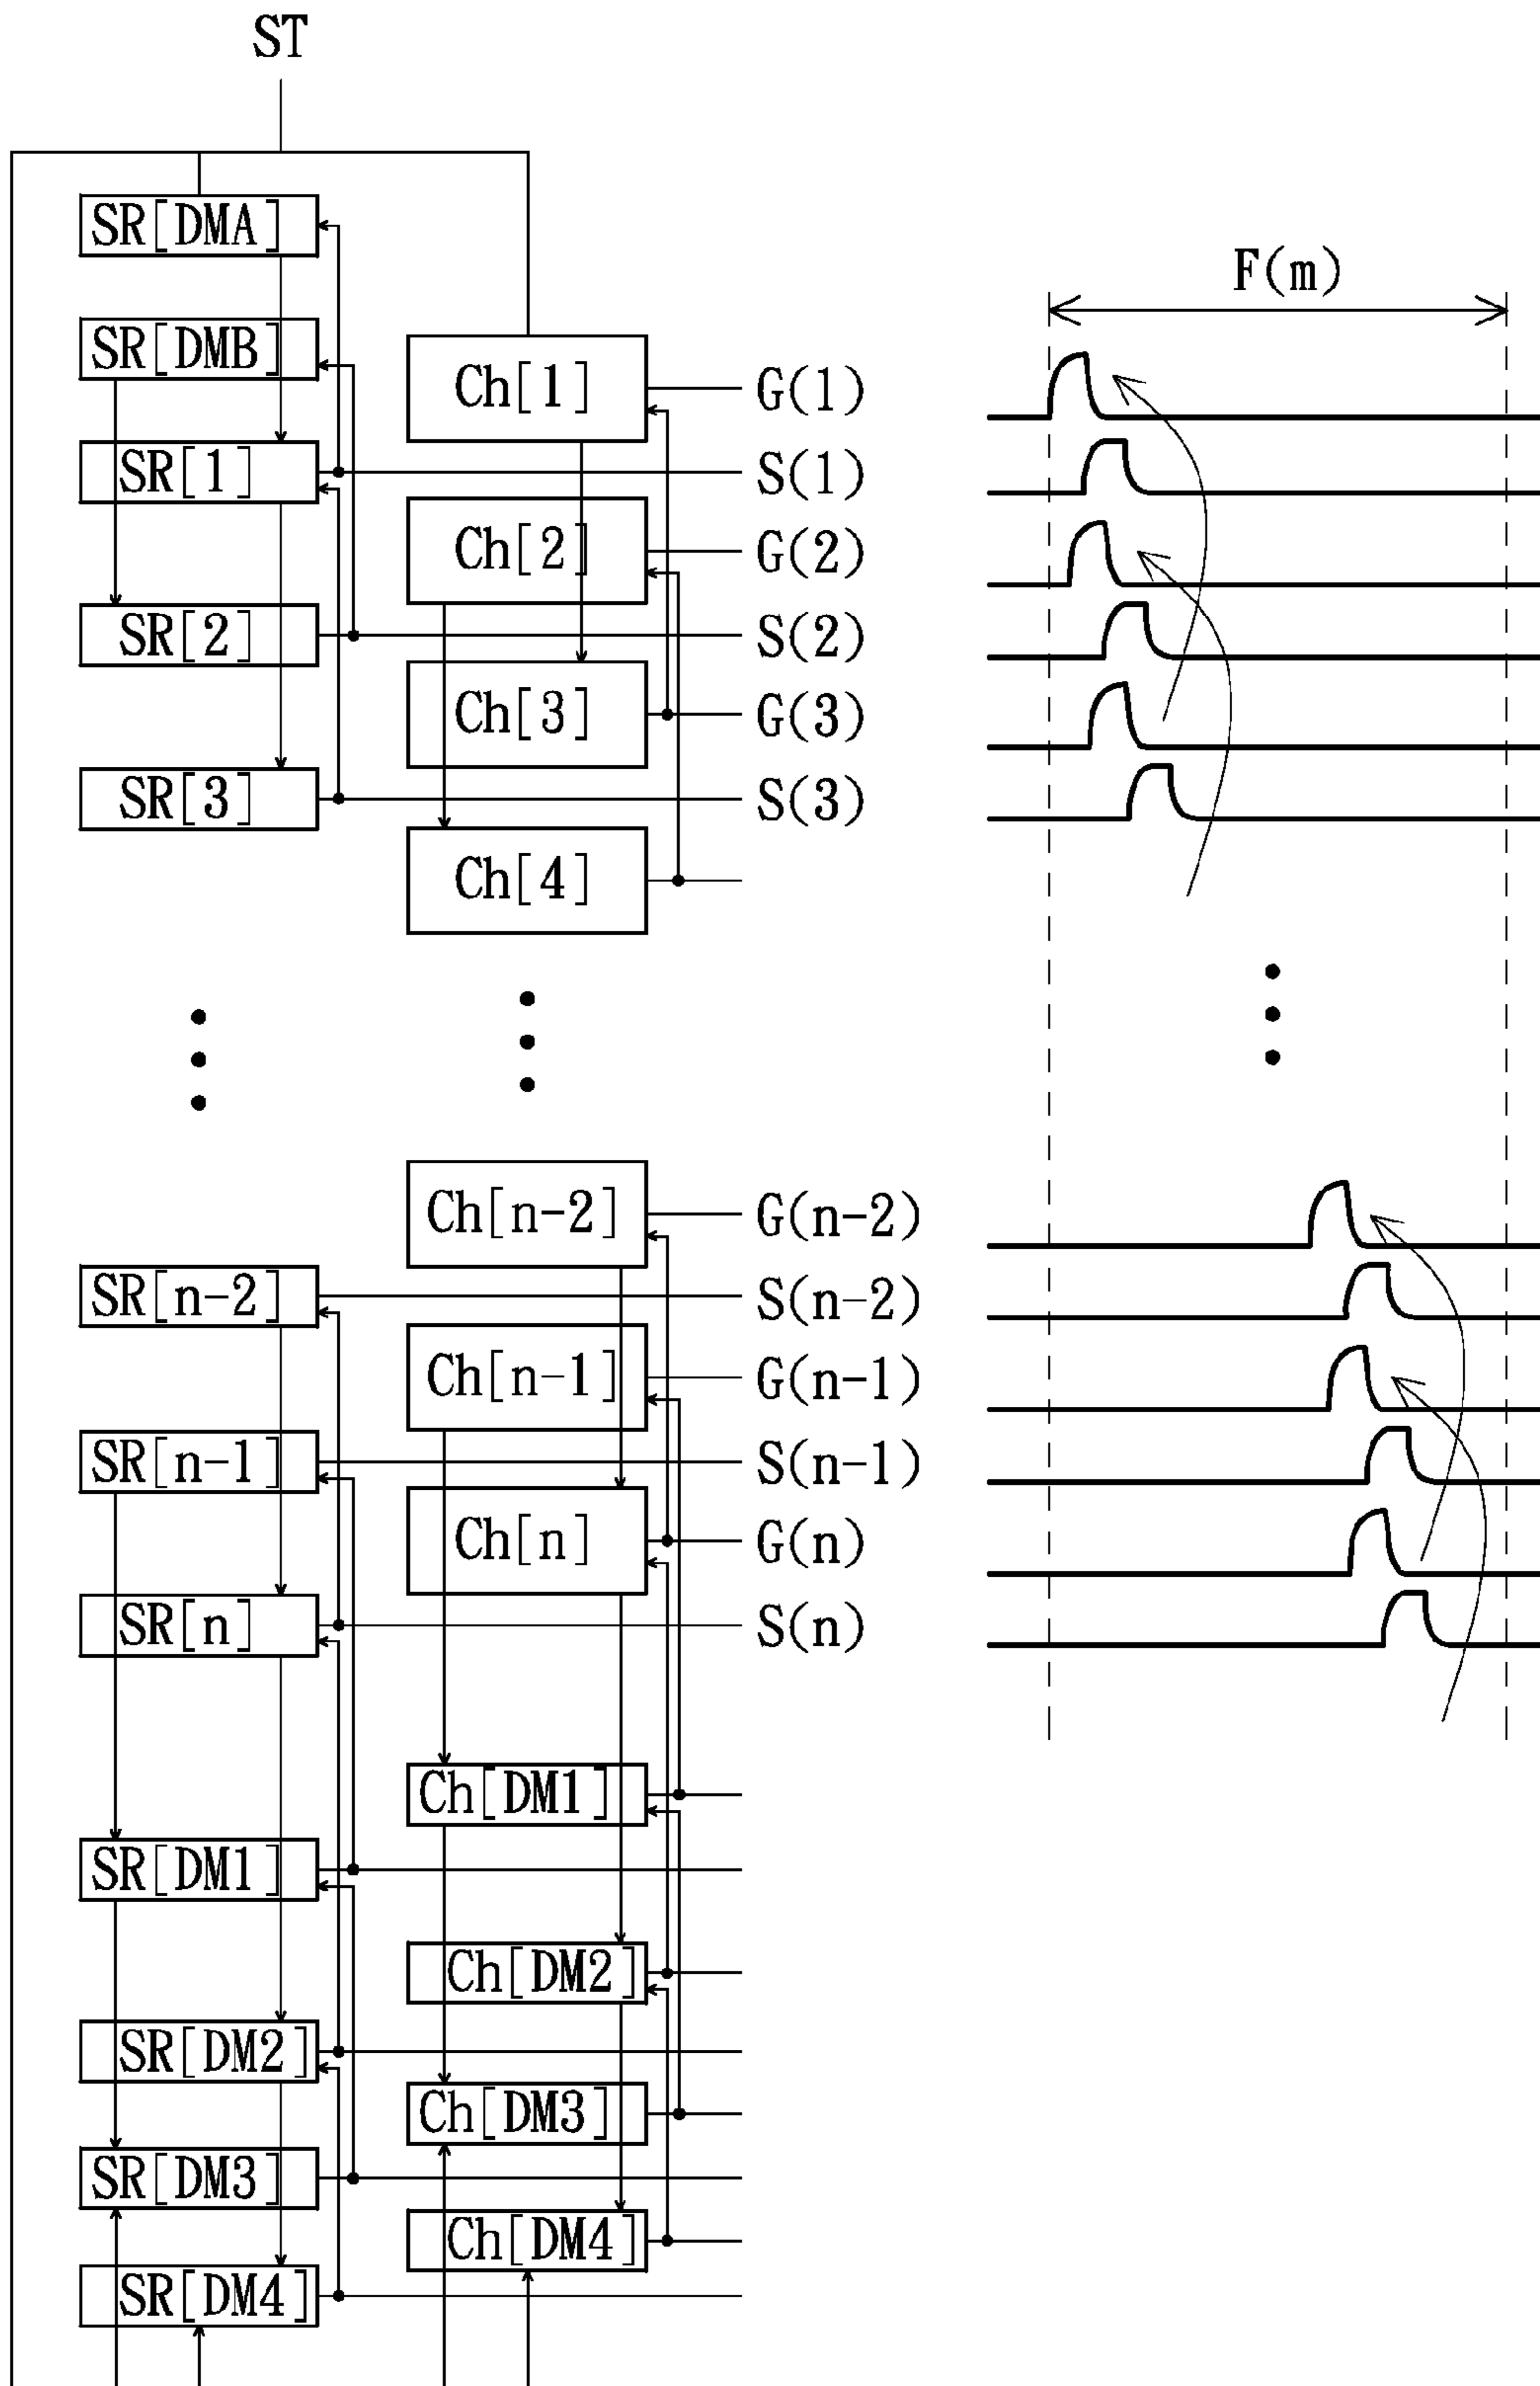 ST
SR[DMA]
F(m)
SR[DMB]
Ch[1]
G(1)
SR[1]
S(1)
Ch[2]
G(2)
SR[2]
S(2)
Ch[3]
G(3)
SR[3]
S(3)
Ch[4]
Ch[n-2]
G(n-2)
SR[n-2]
S(n-2)
Ch[n-1]
G(n-1)
SR[n-1]
S(n-1)
Ch[n]
G(n)
SR[n]
S(n)
Ch[DM1]
SR[DM1]
Ch[DM2]
SR[DM2]
Ch[DM3]
SR[DM3]
Ch[DM4]
SR[DM4]